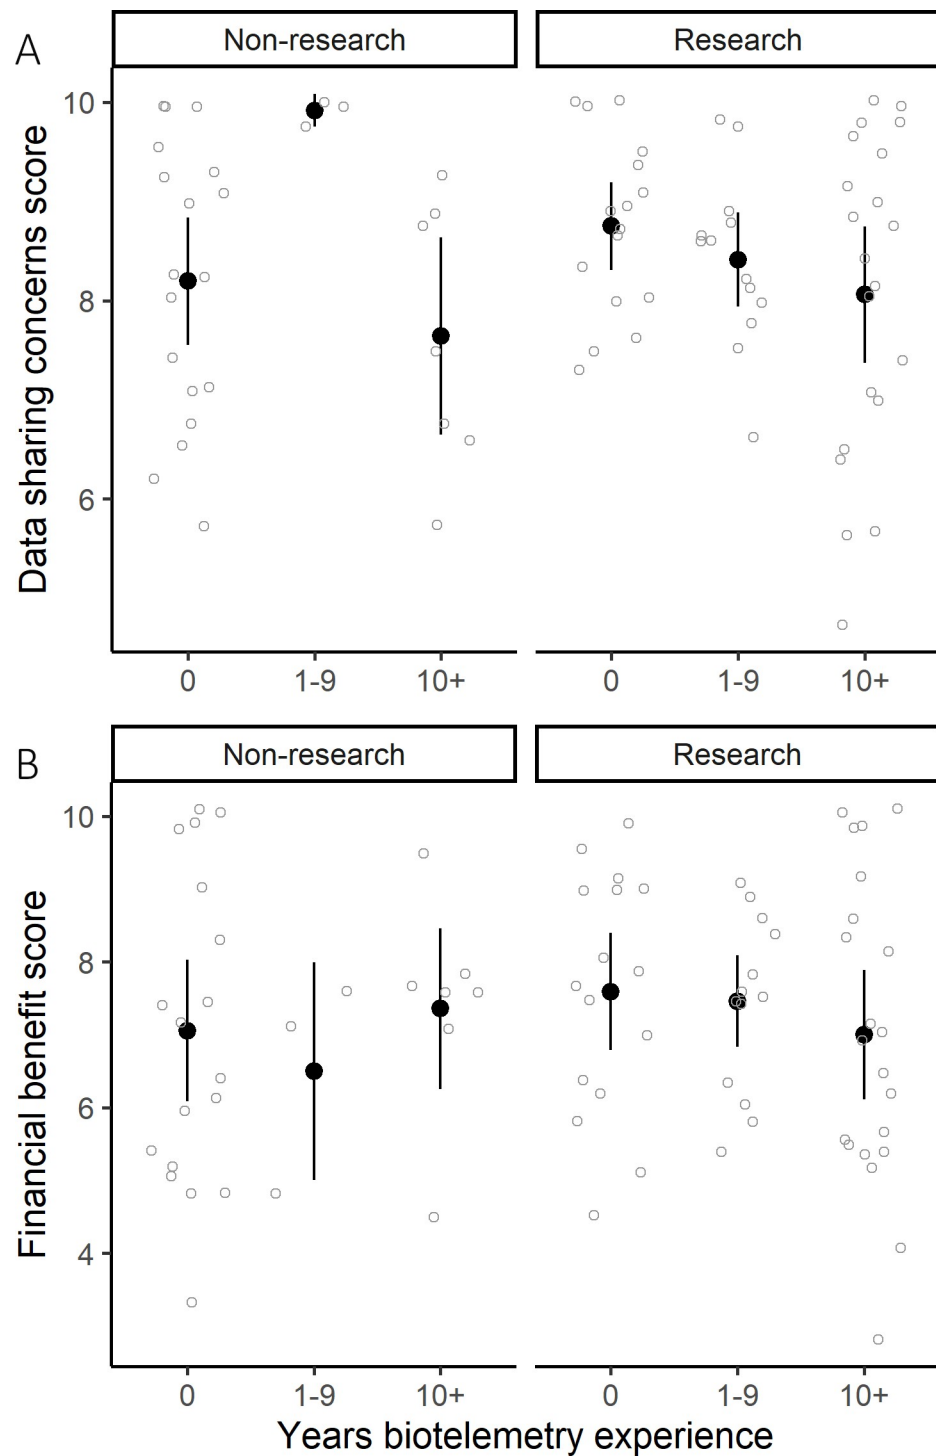 A
Non-research
Research
Data sharing concerns score
10
8
6
0
1-9
10+
0
1-9
10+
B
Non-research
Research
Financial benefit score
10
8
6
4
0
1-9
10+
0
1-9
10+
Years biotelemetry experience